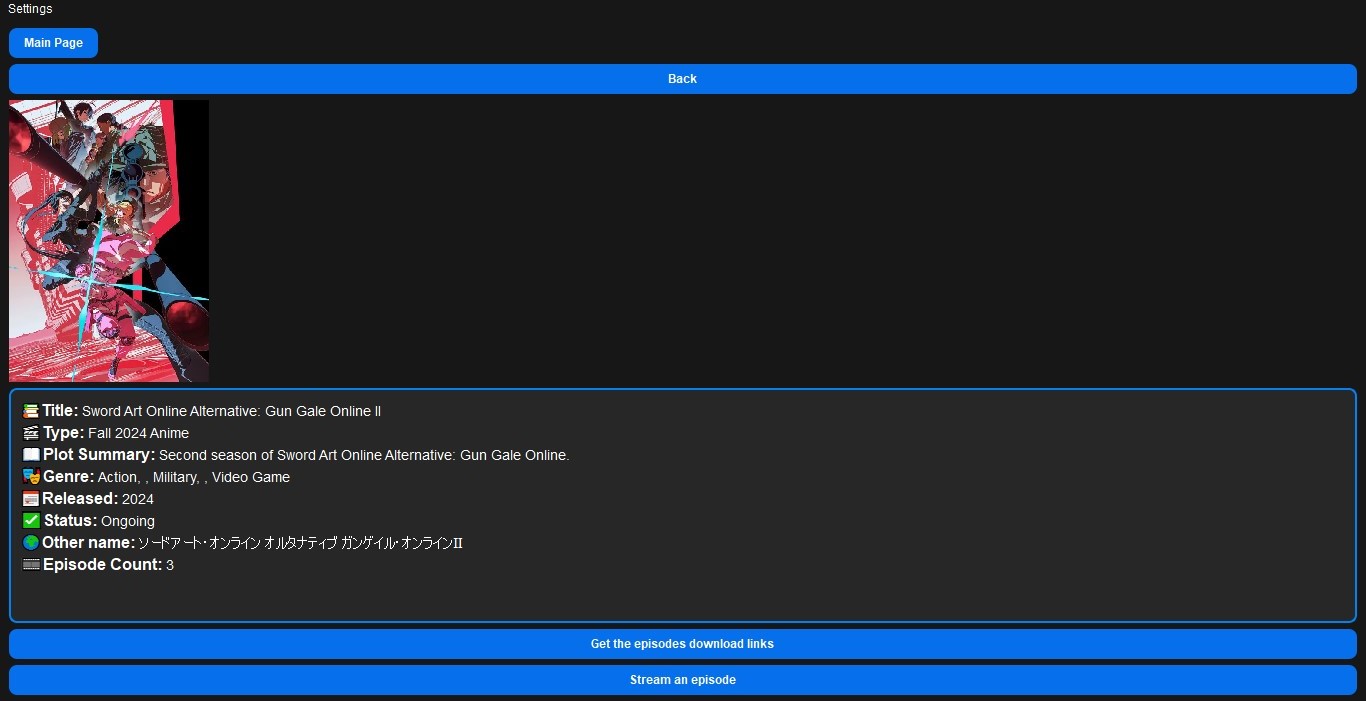 Settings
Main Page
Back
Title: Sword Art Online Alternative: Gun Gale Online II
Type: Fall 2024 Anime
Plot Summary: Second season of Sword Art Online Alternative: Gun Gale Online.
Genre: Action, , Military, , Video Game
Released: 2024
Status: Ongoing
Other name: ソードアート・オンライン オルタナティブ ガンゲイル・オンラインII
Episode Count: 3
Get the episodes download links
Stream an episode